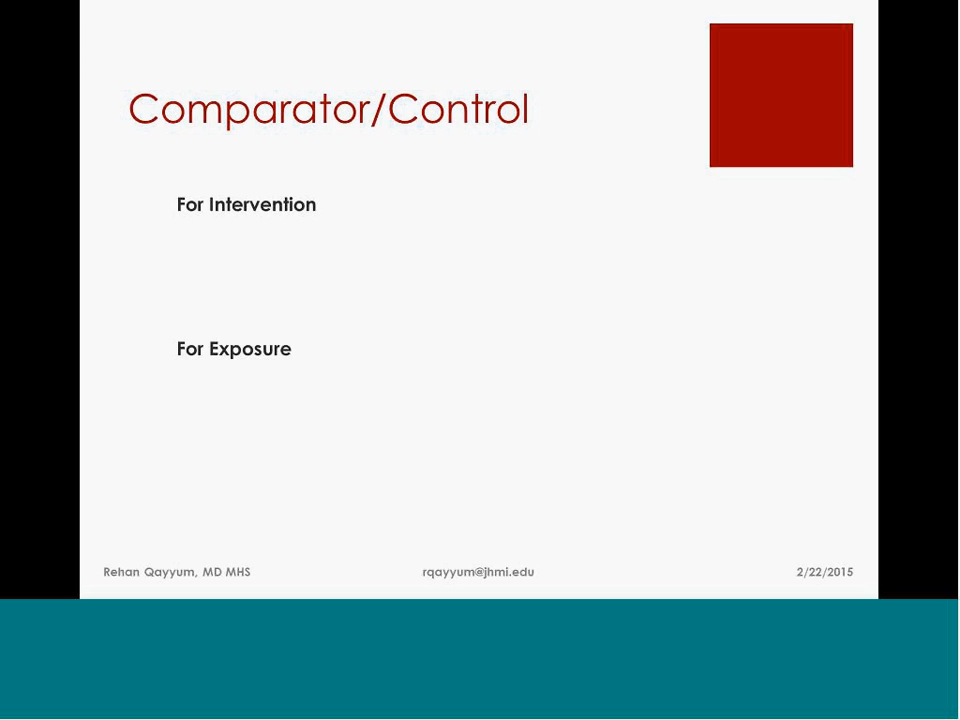 Comparator/Control
For Intervention
For Exposure
Rehan Qayyum, MD MHS rqayyum@jhmi.edu 2/22/2015